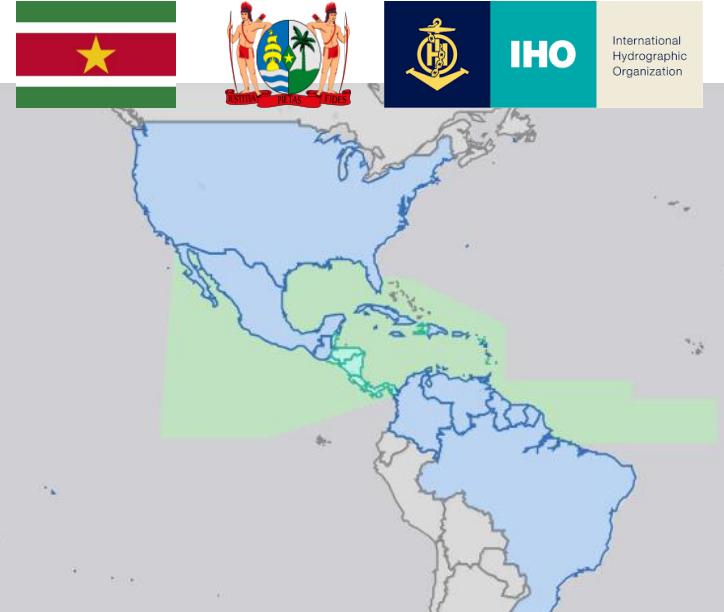 JUSTITIA PIETAS FIDES
IHO
International
Hydrographic
Organization